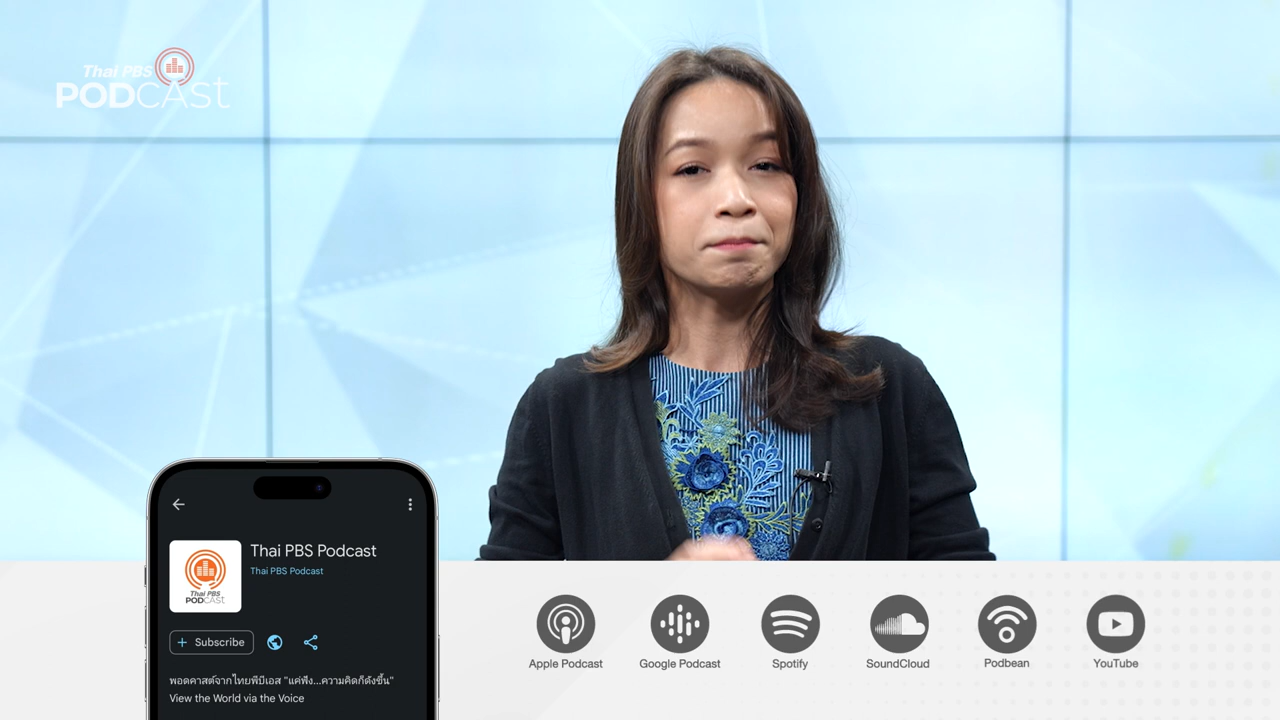 Thai PBS
PODCAST
Thai PBS Podcast
Thai PBS Podcast
Thai PBS
PODCAST
+ Subscribe
พอดคาสต์จากไทยพีบีเอส "แค่ฟัง...ความคิดก็ดังขึ้น"
View the World via the Voice
Apple Podcast
Google Podcast
Spotify
SoundCloud
Podbean
YouTube